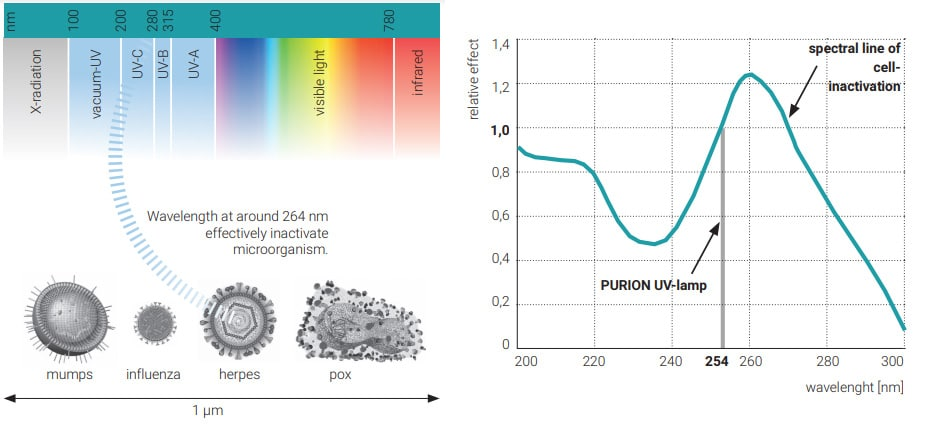 nm
100
200
280
315
400
780
X-radiation
vacuum-UV
UV-C
UV-B
UV-A
visible light
infrared
Wavelength at around 264 nm
effectively inactivate
microorganism.
mumps
influenza
herpes
pox
1 µm
relative effect
1,4
1,2
1,0
0,8
0,6
0,4
0,2
0
spectral line of
cell-
inactivation
PURION UV-lamp
200
220
240
254
260
280
300
wavelenght [nm]